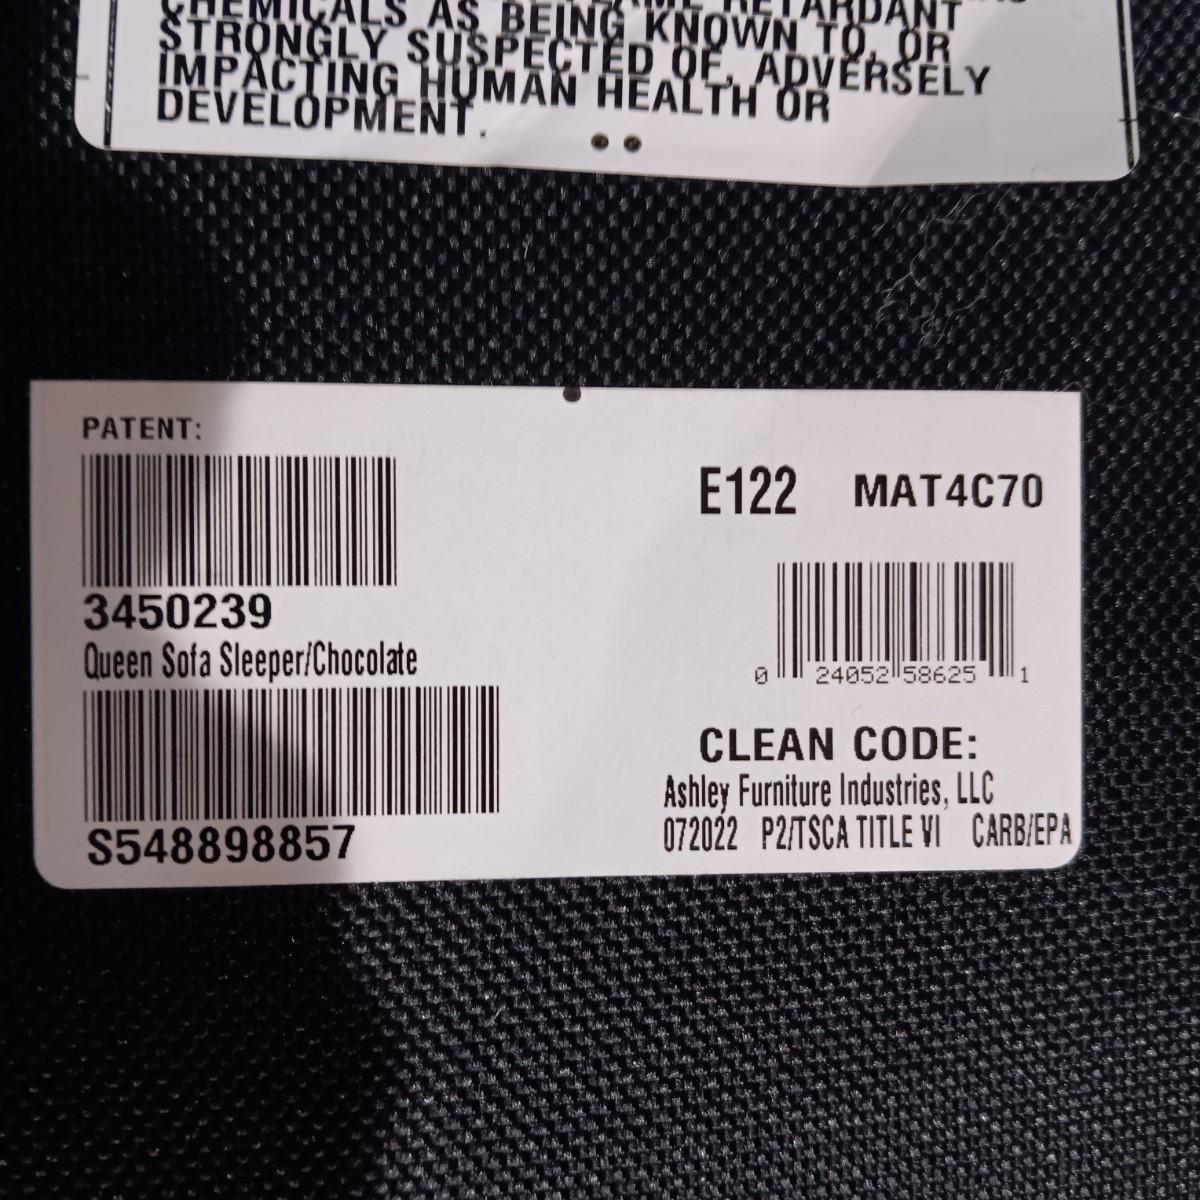 RETARDANT
CHEMICALS AS BEING KNOWN TO, OR
STRONGLY SUSPECTED OF, ADVERSELY
IMPACTING HUMAN HEALTH OR
DEVELOPMENT.
PATENT:
E122 MAT4C70
3450239
Queen Sofa Sleeper/Chocolate
0 24052 58625 1
CLEAN CODE:
Ashley Furniture Industries, LLC
072022 P2/TSCA TITLE VI CARB/EPA
S548898857